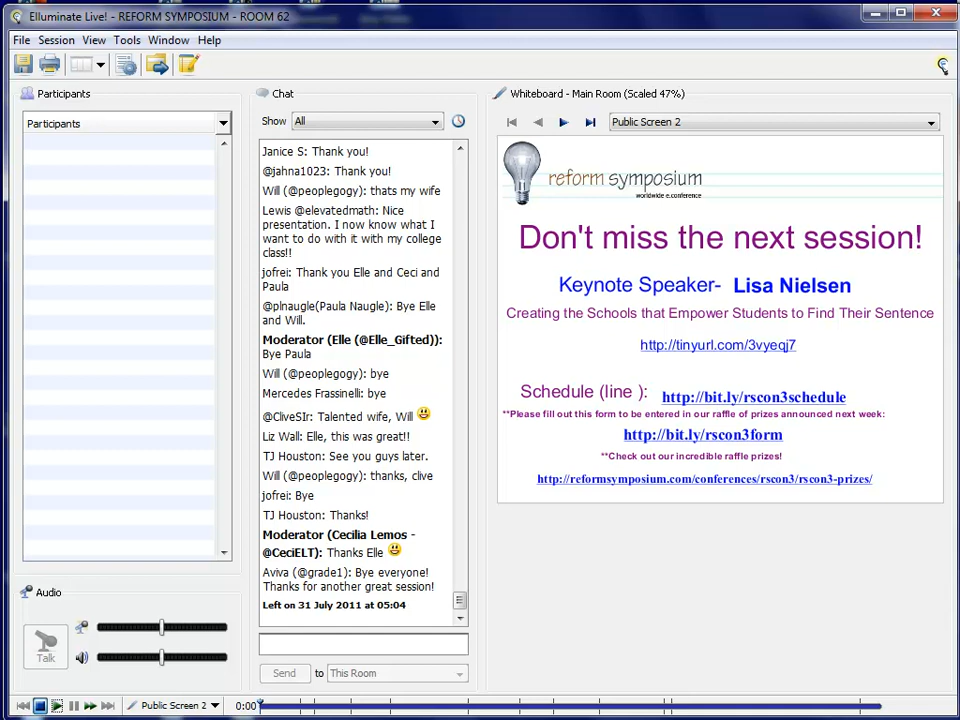 Elluminate Live! - REFORM SYMPOSIUM - ROOM 62
File Session View Tools Window Help
Participants
Participants
Chat
Show All
Janice S: Thank you!
@jahna1023: Thank you!
Will (@peoplegogy): thats my wife
Lewis @elevatedmath: Nice
presentation. I now know what I
want to do with it with my college
class!!
jofrei: Thank you Elle and Ceci and
Paula
@plnaugle(Paula Naugle): Bye Elle
and Will.
Moderator (Elle (@Elle_Gifted)):
Bye Paula
Will (@peoplegogy): bye
Mercedes Frassinelli: bye
@CliveSIr: Talented wife, Will
Liz Wall: Elle, this was great!!
TJ Houston: See you guys later.
Will (@peoplegogy): thanks, clive
jofrei: Bye
TJ Houston: Thanks!
Moderator (Cecilia Lemos -
@CeciELT): Thanks Elle
Aviva (@grade1): Bye everyone!
Thanks for another great session!
Left on 31 July 2011 at 05:04
Send to This Room
Whiteboard - Main Room (Scaled 47%)
Public Screen 2
reform symposium
worldwide e.conference
Don't miss the next session!
Keynote Speaker- Lisa Nielsen
Creating the Schools that Empower Students to Find Their Sentence
http://tinyurl.com/3vyeqj7
Schedule (line ): http://bit.ly/rscon3schedule
**Please fill out this form to be entered in our raffle of prizes announced next week:
http://bit.ly/rscon3form
**Check out our incredible raffle prizes!
http://reformsymposium.com/conferences/rscon3/rscon3-prizes/
Audio
Talk
Public Screen 2 0:00